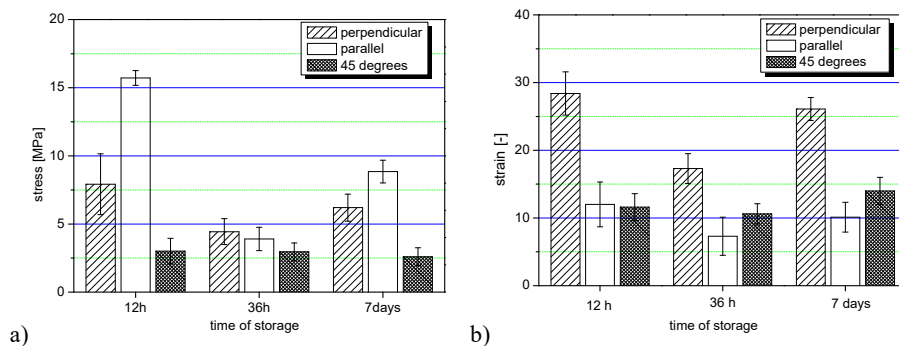 20
15
10
5
0
stress [MPa]
perpendicular
parallel
45 degrees
12h
36h
7days
time of storage
a)
40
30
20
10
0
strain [-]
perpendicular
parallel
45 degrees
12 h
36 h
7 days
time of storage
b)